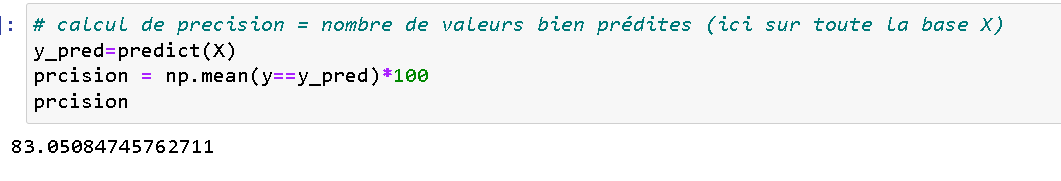 ]: # calcul de precision = nombre de valeurs bien prédites (ici sur toute la base X)
y_pred=predict(X)
prcision = np.mean(y==y_pred)*100
prcision
83.05084745762711